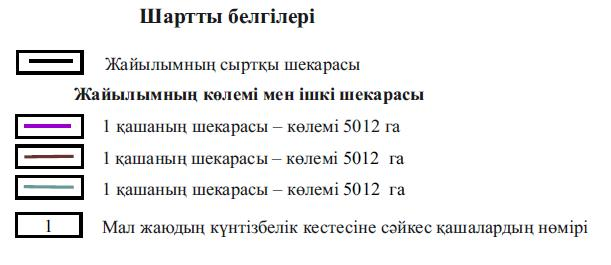 Шартты белгілері
Жайылымның сыртқы шекарасы
Жайылымның көлемі мен ішкі шекарасы
1 қашаның шекарасы – көлемі 5012 га
1 қашаның шекарасы – көлемі 5012 га
1 қашаның шекарасы – көлемі 5012 га
1 Мал жаюдың күнтізбелік кестесіне сәйкес қашалардың нөмірі